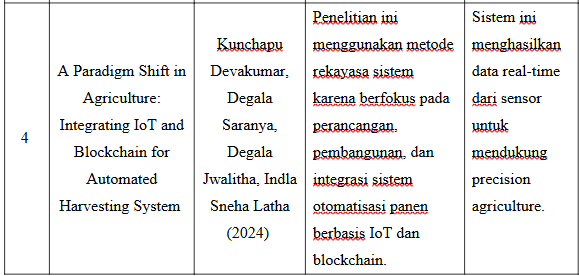 4
A Paradigm Shift in
Agriculture:
Integrating IoT and
Blockchain for
Automated
Harvesting System
Kunchapu
Devakumar,
Degala
Saranya,
Degala
Jwalitha, Indla
Sneha Latha
(2024)
Penelitian ini
menggunakan metode
rekayasa sistem
karena berfokus pada
perancangan,
pembangunan, dan
integrasi sistem
otomatisasi panen
berbasis IoT dan
blockchain.
Sistem ini
menghasilkan
data real-time
dari sensor
untuk
mendukung
precision
agriculture.